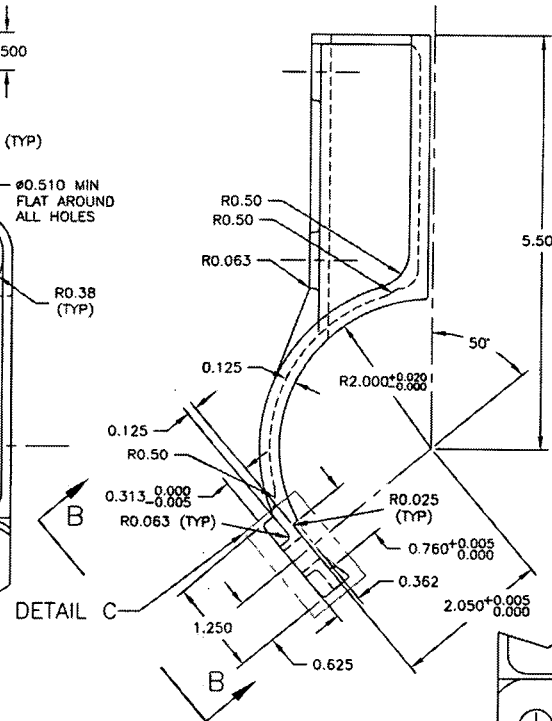 500
(TYP)
ø0.510 MIN
FLAT AROUND
ALL HOLES
R0.38
(TYP)
R0.50
R0.50
R0.063
5.50
50°
0.125
R2.000+0.020
-0.000
0.125
R0.50
0.313 0.000
-0.005
R0.063 (TYP)
R0.025
(TYP)
B
0.760+0.005
0.000
0.362
2.050+0.005
0.000
DETAIL C
1.250
0.625
B